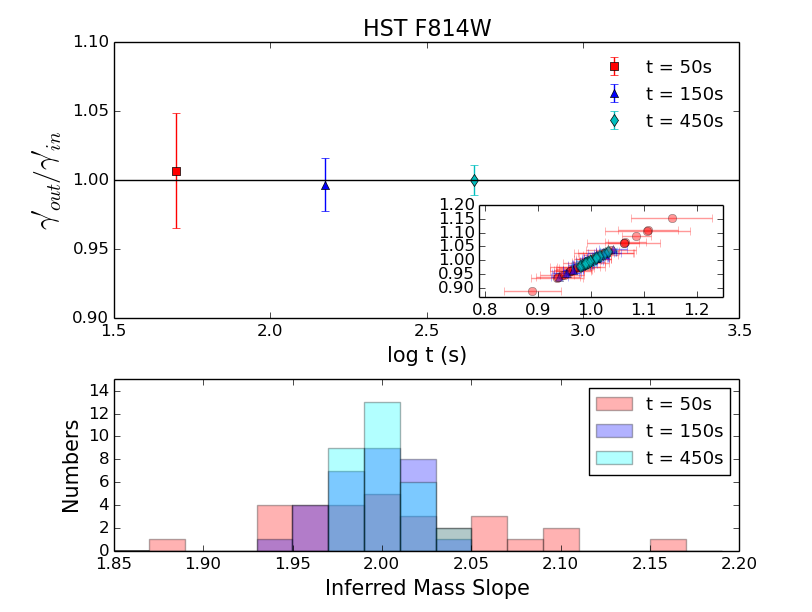 HST F814W
1.10
1.05
1.00
0.95
0.90
γ′out/γ′in
t = 50s
t = 150s
t = 450s
1.20
1.15
1.10
1.05
1.00
0.95
0.90
0.8 0.9 1.0 1.1 1.2
1.5 2.0 2.5 3.0 3.5
log t (s)
14
12
10
8
6
4
2
0
Numbers
t = 50s
t = 150s
t = 450s
1.85 1.90 1.95 2.00 2.05 2.10 2.15 2.20
Inferred Mass Slope